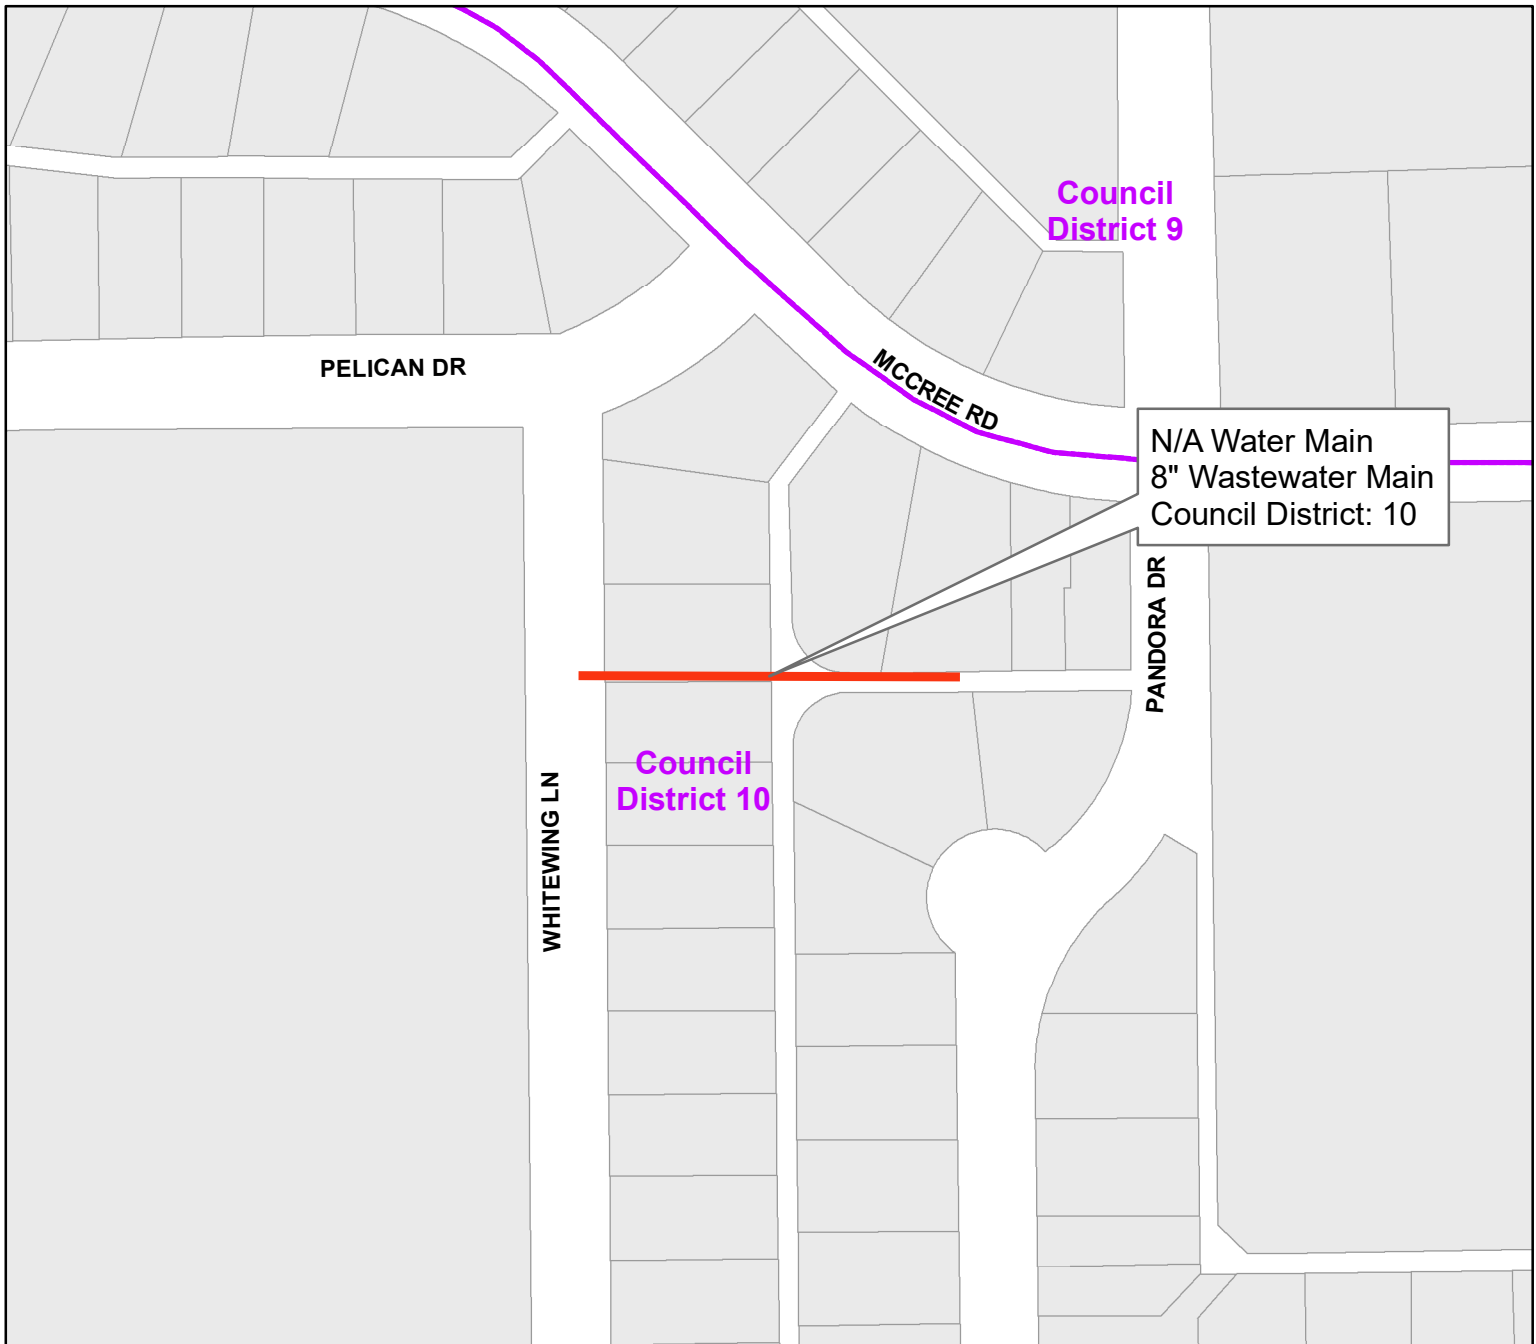 Council
District 9
PELICAN DR
MCCREE RD
N/A Water Main
8" Wastewater Main
Council District: 10
PANDORA DR
Council
District 10
WHITEWING LN